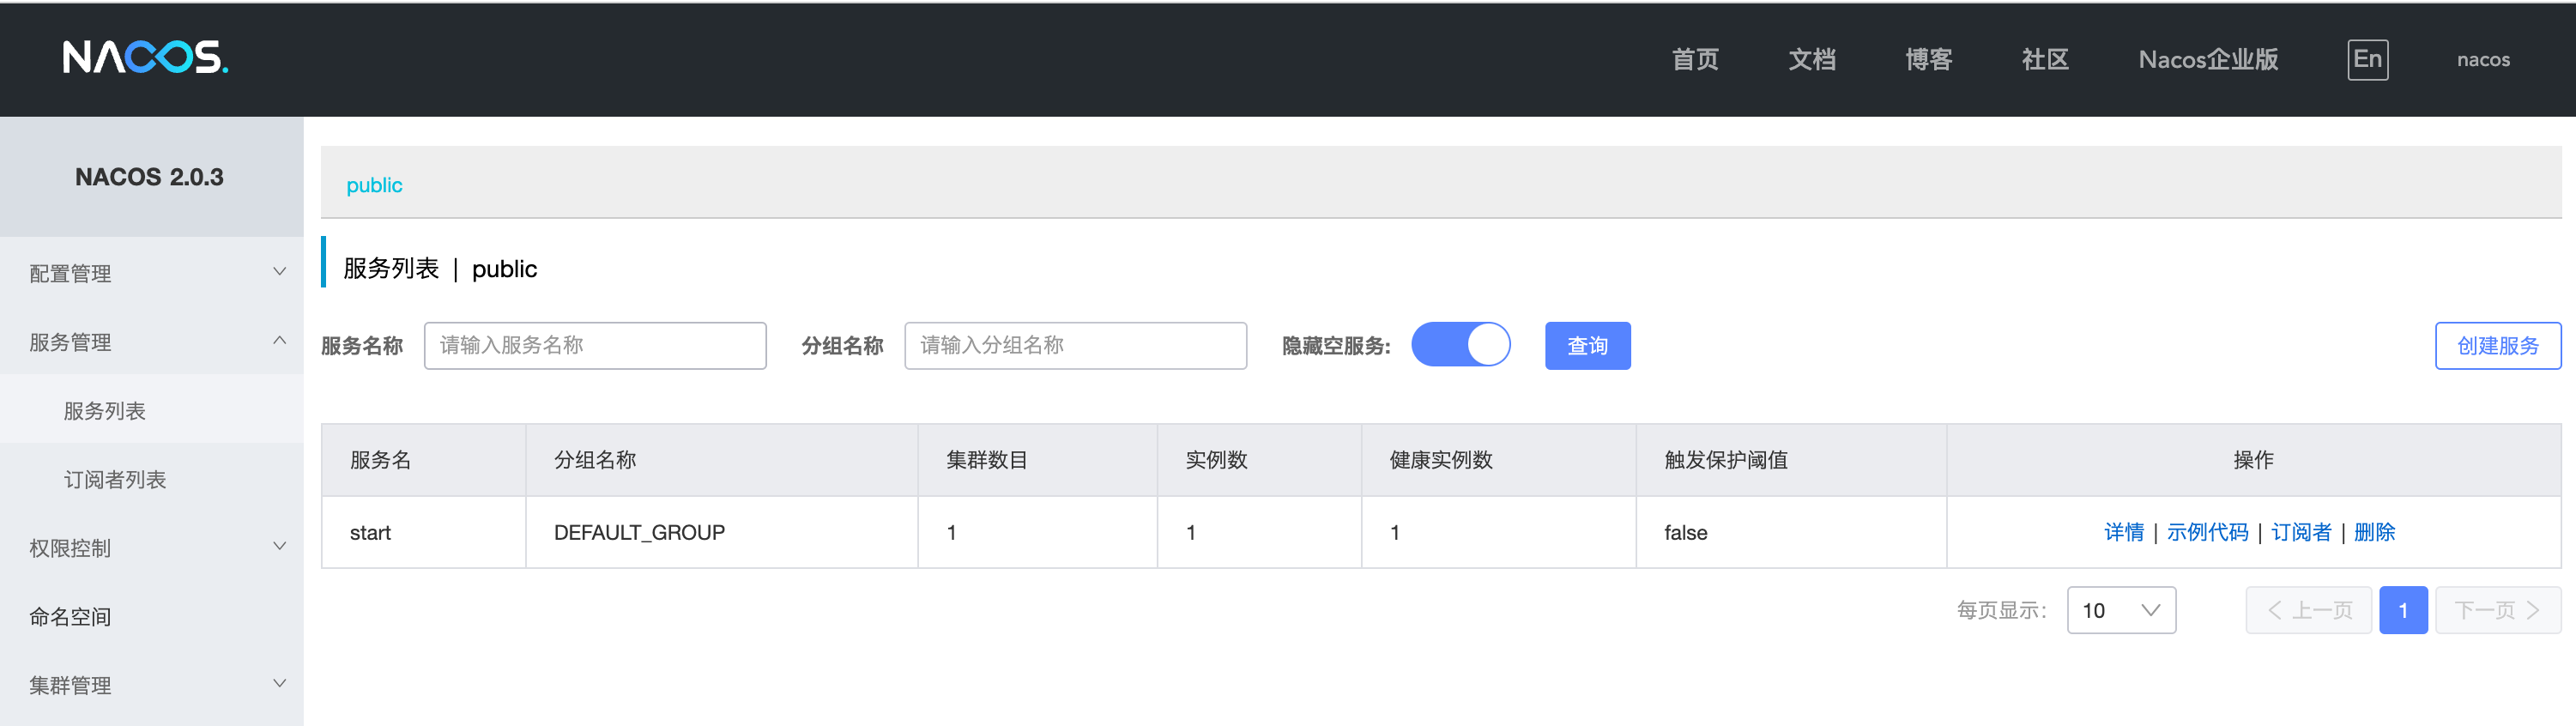 NACOS. 首页 文档 博客 社区 Nacos企业版 En nacos
NACOS 2.0.3
配置管理
服务管理
服务列表
订阅者列表
权限控制
命名空间
集群管理
public
服务列表 | public
服务名称 请输入服务名称 分组名称 请输入分组名称 隐藏空服务: 查询 创建服务
服务名 分组名称 集群数目 实例数 健康实例数 触发保护阈值 操作
start DEFAULT_GROUP 1 1 1 false 详情 | 示例代码 | 订阅者 | 删除
每页显示: 10 上一页 1 下一页